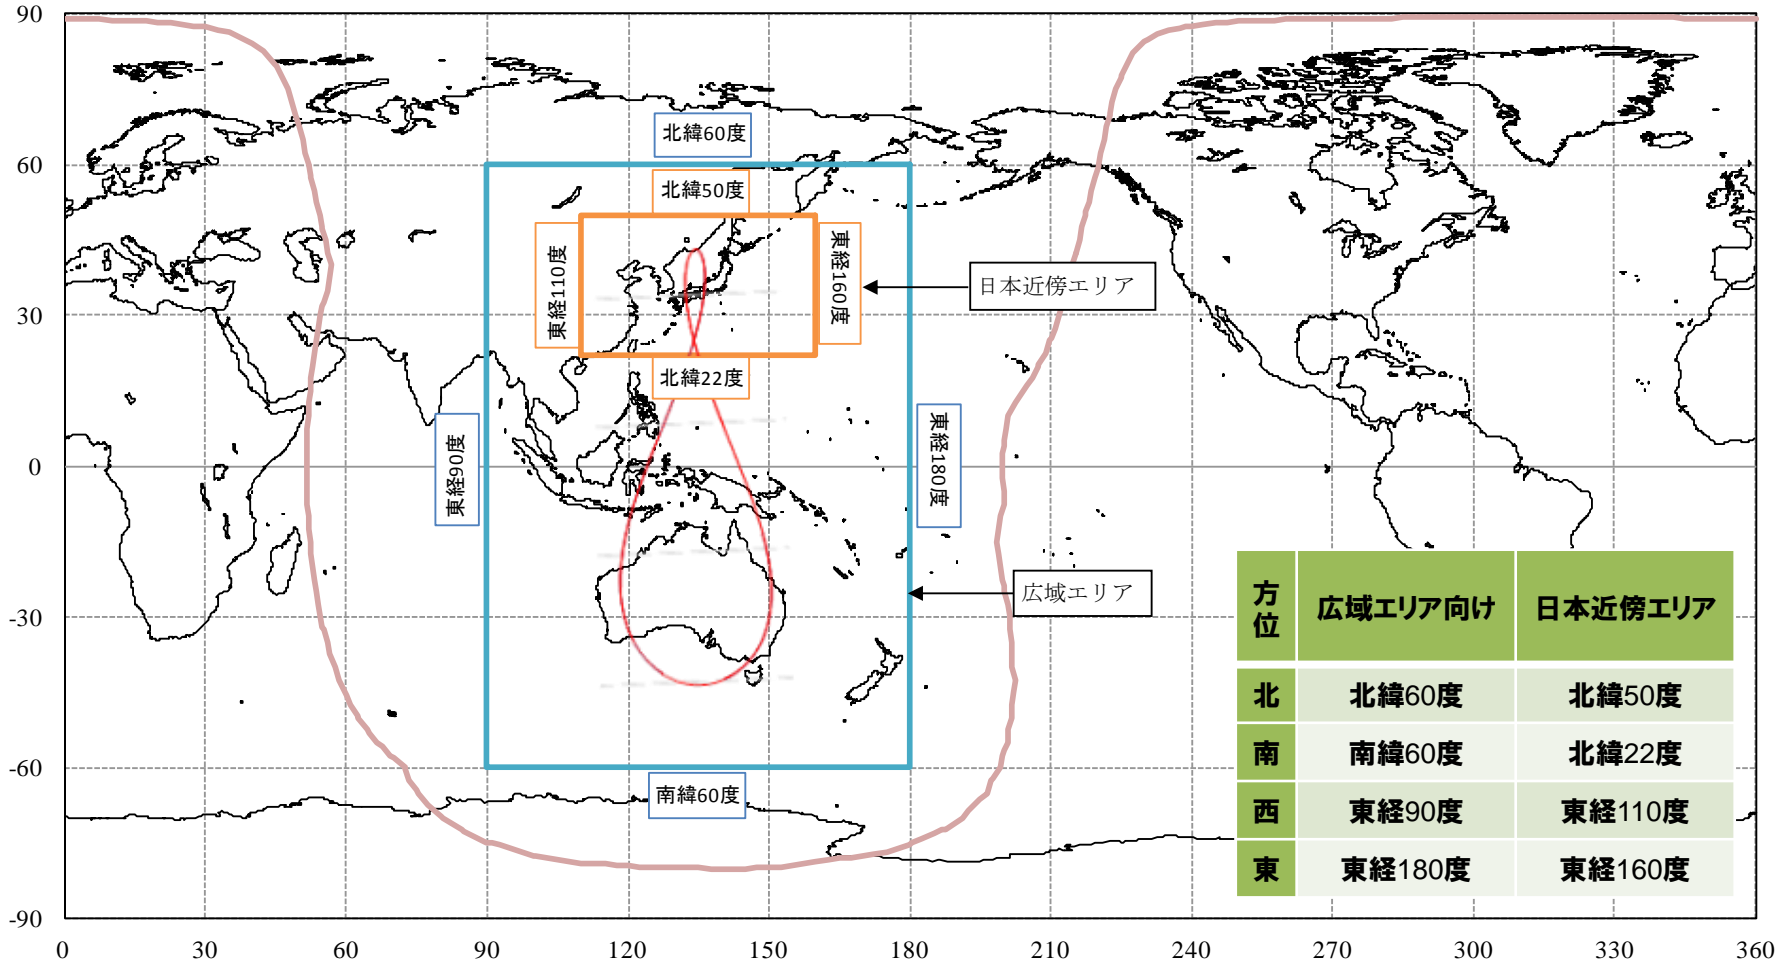 90
60
30
0
-30
-60
-90
0
30
60
90
120
150
180
210
240
270
300
330
360
北緯60度
北緯50度
東経110度
東経160度
日本近傍エリア
北緯22度
東経90度
東経180度
広域エリア
南緯60度
方位 広域エリア向け 日本近傍エリア
北 北緯60度 北緯50度
南 南緯60度 北緯22度
西 東経90度 東経110度
東 東経180度 東経160度